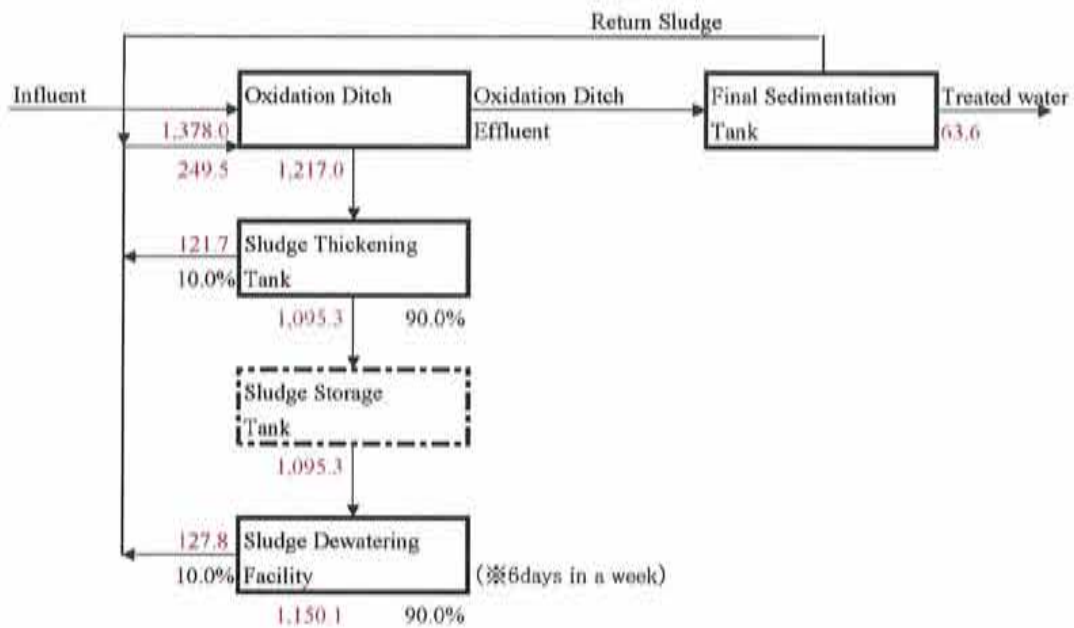 Return Sludge
Influent
Oxidation Ditch
Oxidation Ditch
Effluent
Final Sedimentation
Tank
Treated water
63.6
1,378.0
249.5
1,217.0
121.7
10.0%
Sludge Thickening
Tank
1,095.3
90.0%
Sludge Storage
Tank
1,095.3
127.8
10.0%
Sludge Dewatering
Facility
(※6days in a week)
1,150.1
90.0%